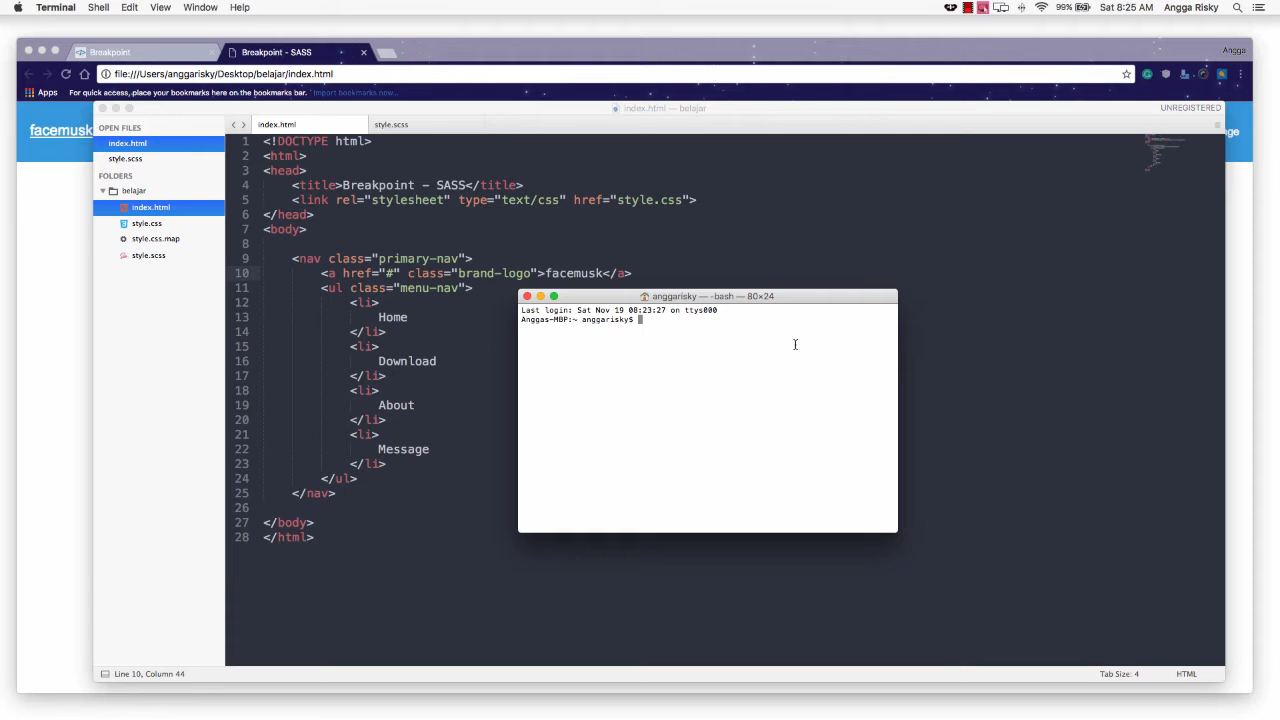 Terminal Shell Edit View Window Help 99% Sat 8:25 AM Angga Risky
Breakpoint Breakpoint - SASS Angga
file:///Users/anggarisky/Desktop/belajar/index.html
Apps For quick access, place your bookmarks here on the bookmarks bar. Import bookmarks now...
index.html — belajar UNREGISTERED
facemusk
OPEN FILES
index.html
style.scss
FOLDERS
belajar
index.html
style.css
style.css.map
style.scss
index.html style.scss
1 <!DOCTYPE html>
2 <html>
3 <head>
4 <title>Breakpoint - SASS</title>
5 <link rel="stylesheet" type="text/css" href="style.css">
6 </head>
7 <body>
8
9 <nav class="primary-nav">
10 <a href="#" class="brand-logo">facemusk</a>
11 <ul class="menu-nav">
12 <li>
13 Home
14 </li>
15 <li>
16 Download
17 </li>
18 <li>
19 About
20 </li>
21 <li>
22 Message
23 </li>
24 </ul>
25 </nav>
26
27 </body>
28 </html>
anggarisky — -bash — 80×24
Last login: Sat Nov 19 08:23:27 on ttys000
Anggas-MBP:~ anggarisky$
Line 10, Column 44 Tab Size: 4 HTML